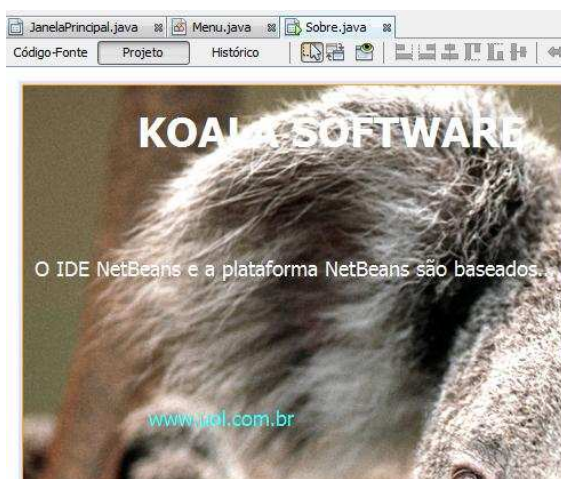 JanelaPrincipal.java Menu.java Sobre.java
Código-Fonte Projeto Histórico
KOALA SOFTWARE
O IDE NetBeans e a plataforma NetBeans são baseados...
www.uol.com.br